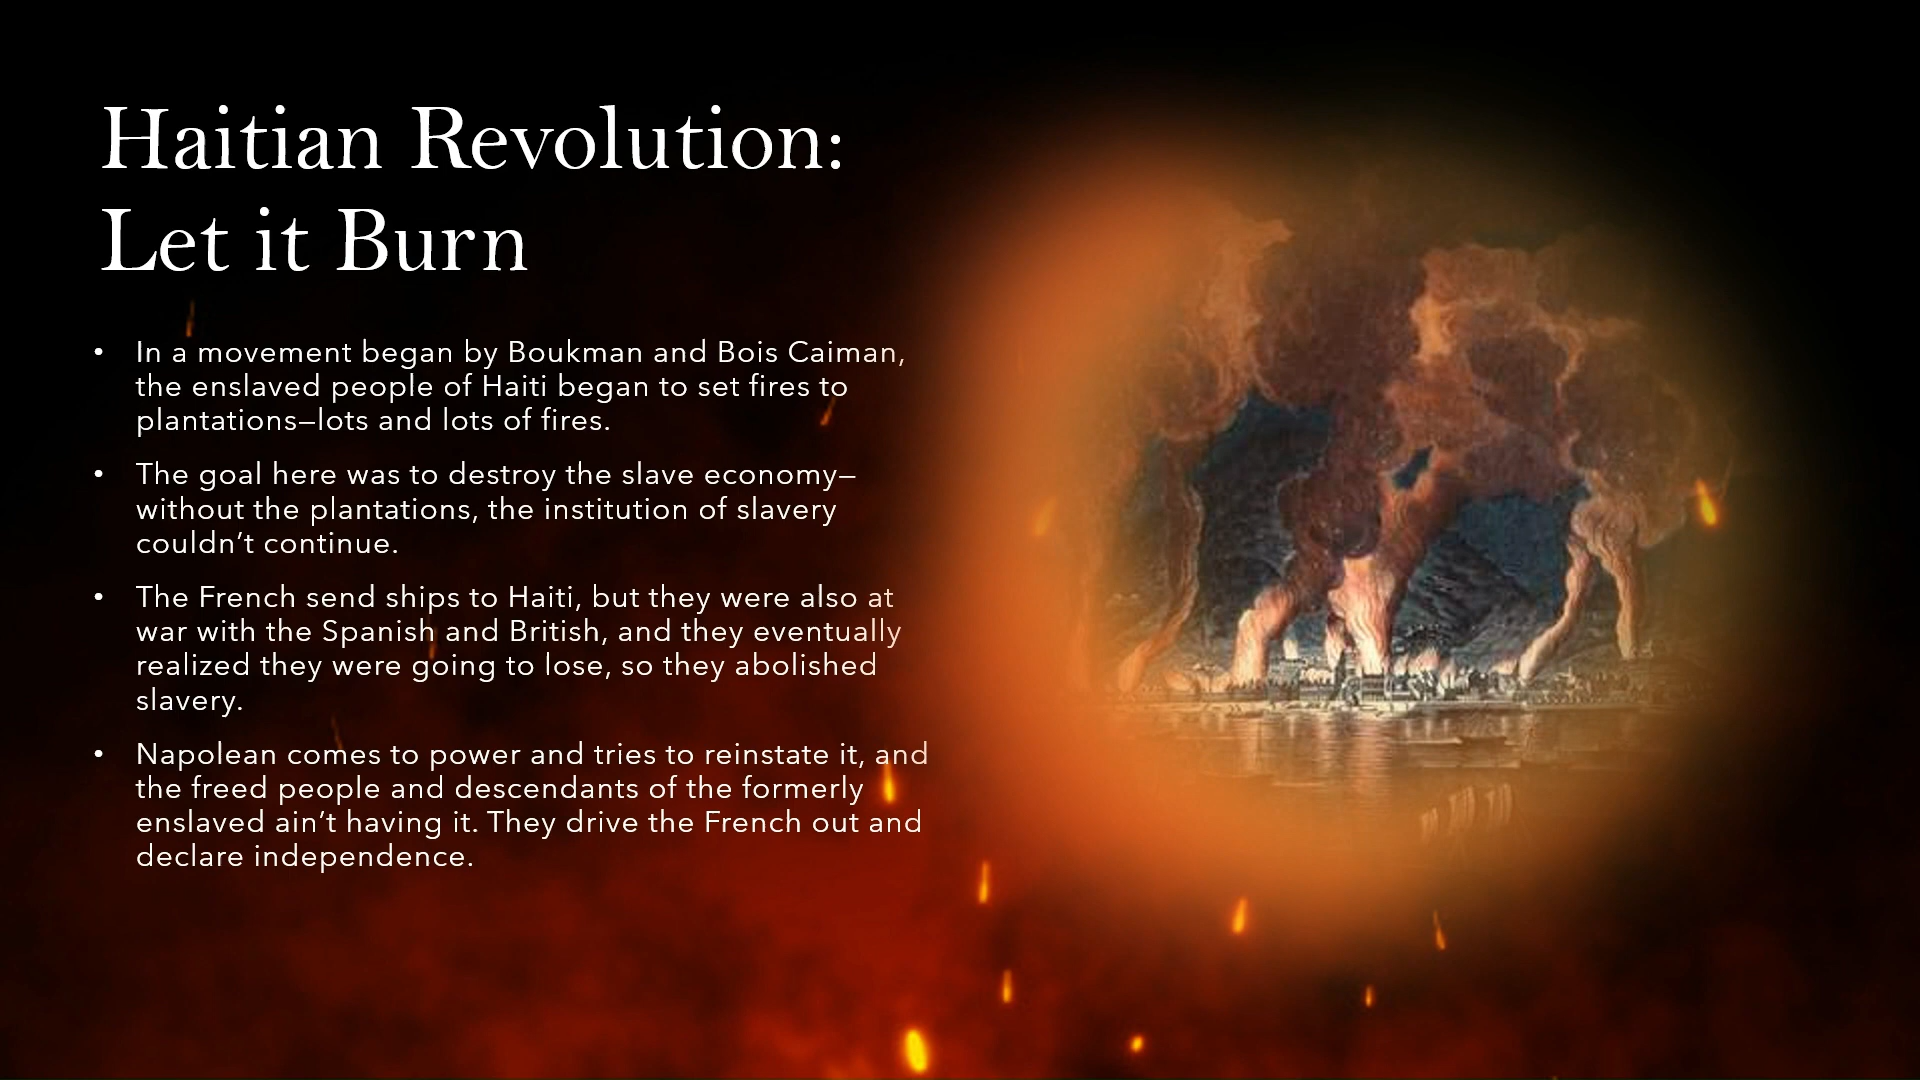 Haitian Revolution:
Let it Burn
• In a movement began by Boukman and Bois Caiman,
the enslaved people of Haiti began to set fires to
plantations—lots and lots of fires.
• The goal here was to destroy the slave economy—
without the plantations, the institution of slavery
couldn’t continue.
• The French send ships to Haiti, but they were also at
war with the Spanish and British, and they eventually
realized they were going to lose, so they abolished
slavery.
• Napolean comes to power and tries to reinstate it, and
the freed people and descendants of the formerly
enslaved ain’t having it. They drive the French out and
declare independence.